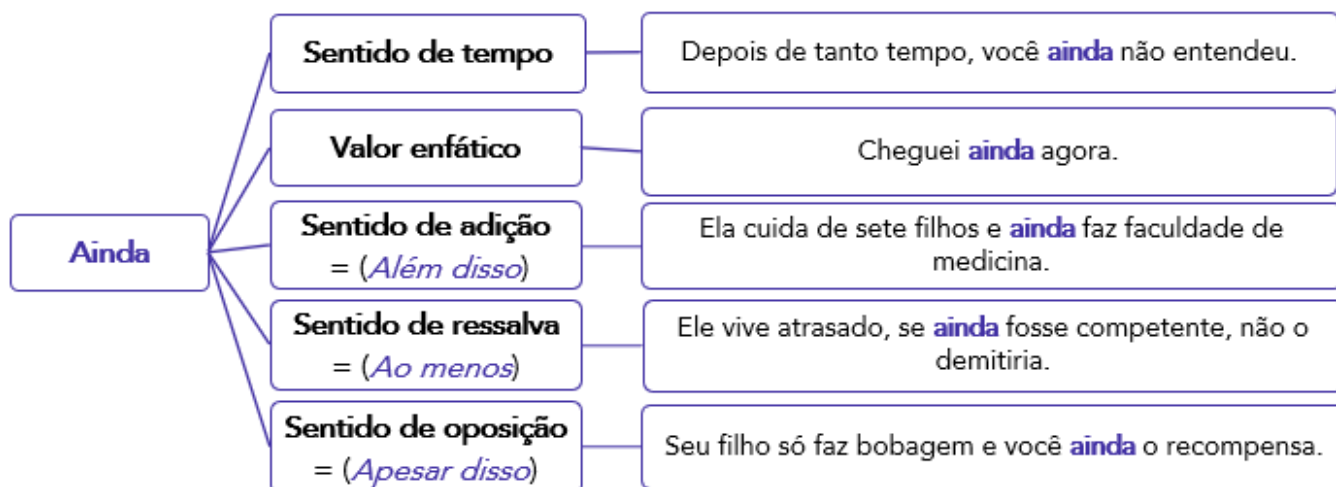 Ainda
Sentido de tempo
Depois de tanto tempo, você ainda não entendeu.
Valor enfático
Cheguei ainda agora.
Sentido de adição
= (Além disso)
Ela cuida de sete filhos e ainda faz faculdade de
medicina.
Sentido de ressalva
= (Ao menos)
Ele vive atrasado, se ainda fosse competente, não o
demitiria.
Sentido de oposição
= (Apesar disso)
Seu filho só faz bobagem e você ainda o recompensa.